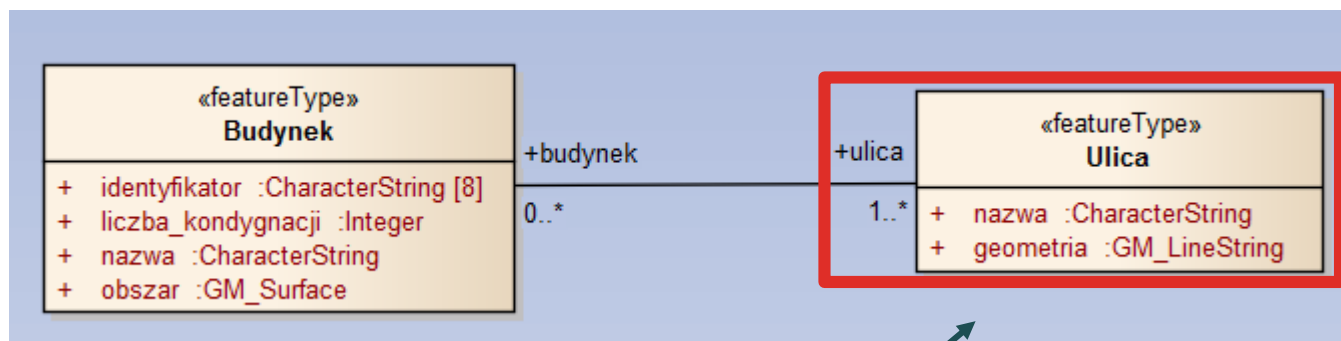 «featureType»
Budynek
+ identyfikator :CharacterString [8]
+ liczba_kondygnacji :Integer
+ nazwa :CharacterString
+ obszar :GM_Surface
+budynek
0..*
+ulica
1..*
«featureType»
Ulica
+ nazwa :CharacterString
+ geometria :GM_LineString